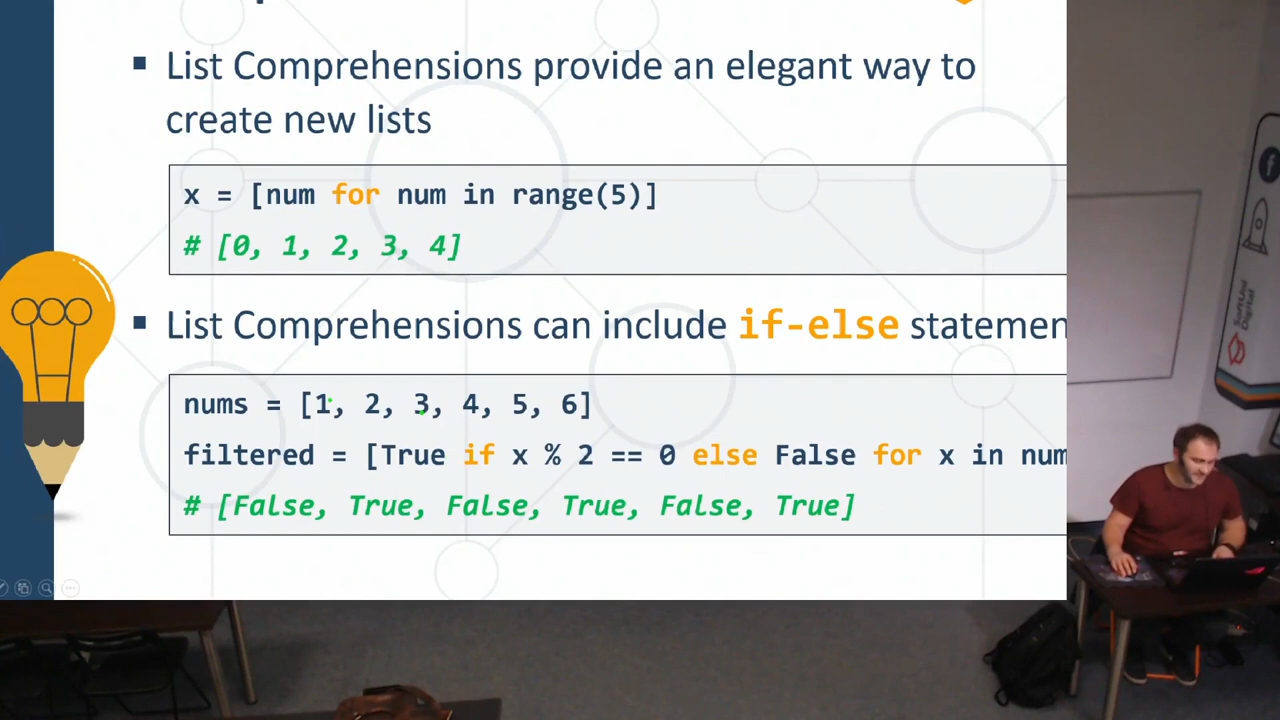 ▪ List Comprehensions provide an elegant way to
create new lists
x = [num for num in range(5)]
# [0, 1, 2, 3, 4]
▪ List Comprehensions can include if-else statemen
nums = [1, 2, 3, 4, 5, 6]
filtered = [True if x % 2 == 0 else False for x in num
# [False, True, False, True, False, True]
SoftUni
Digital